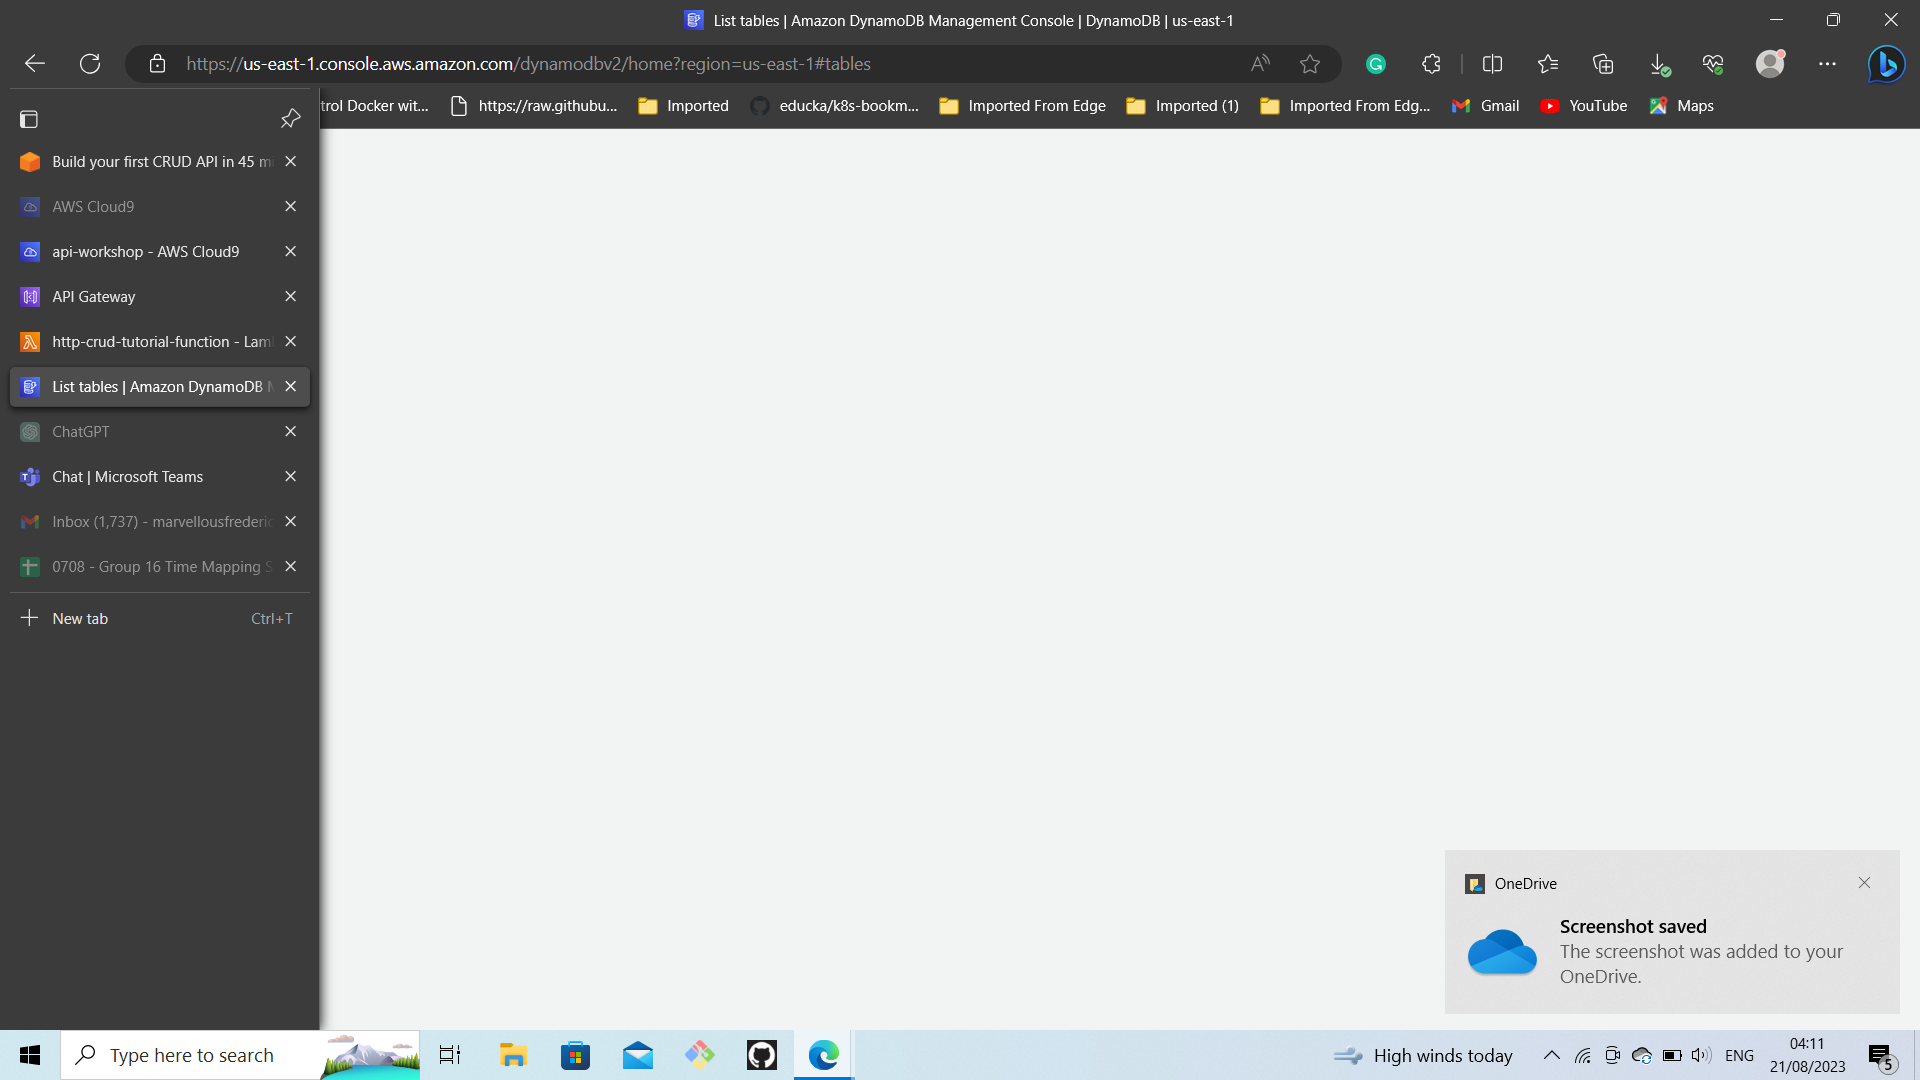 List tables | Amazon DynamoDB Management Console | DynamoDB | us-east-1
https://us-east-1.console.aws.amazon.com/dynamodbv2/home?region=us-east-1#tables
trol Docker wit...
https://raw.githubu...
Imported
educka/k8s-bookm...
Imported From Edge
Imported (1)
Imported From Edg...
Gmail
YouTube
Maps
Build your first CRUD API in 45 mi
AWS Cloud9
api-workshop - AWS Cloud9
API Gateway
http-crud-tutorial-function - Lam
List tables | Amazon DynamoDB M
ChatGPT
Chat | Microsoft Teams
Inbox (1,737) - marvellousfrederic
0708 - Group 16 Time Mapping S
New tab Ctrl+T
OneDrive
Screenshot saved
The screenshot was added to your
OneDrive.
Type here to search
High winds today
ENG
04:11
21/08/2023
5